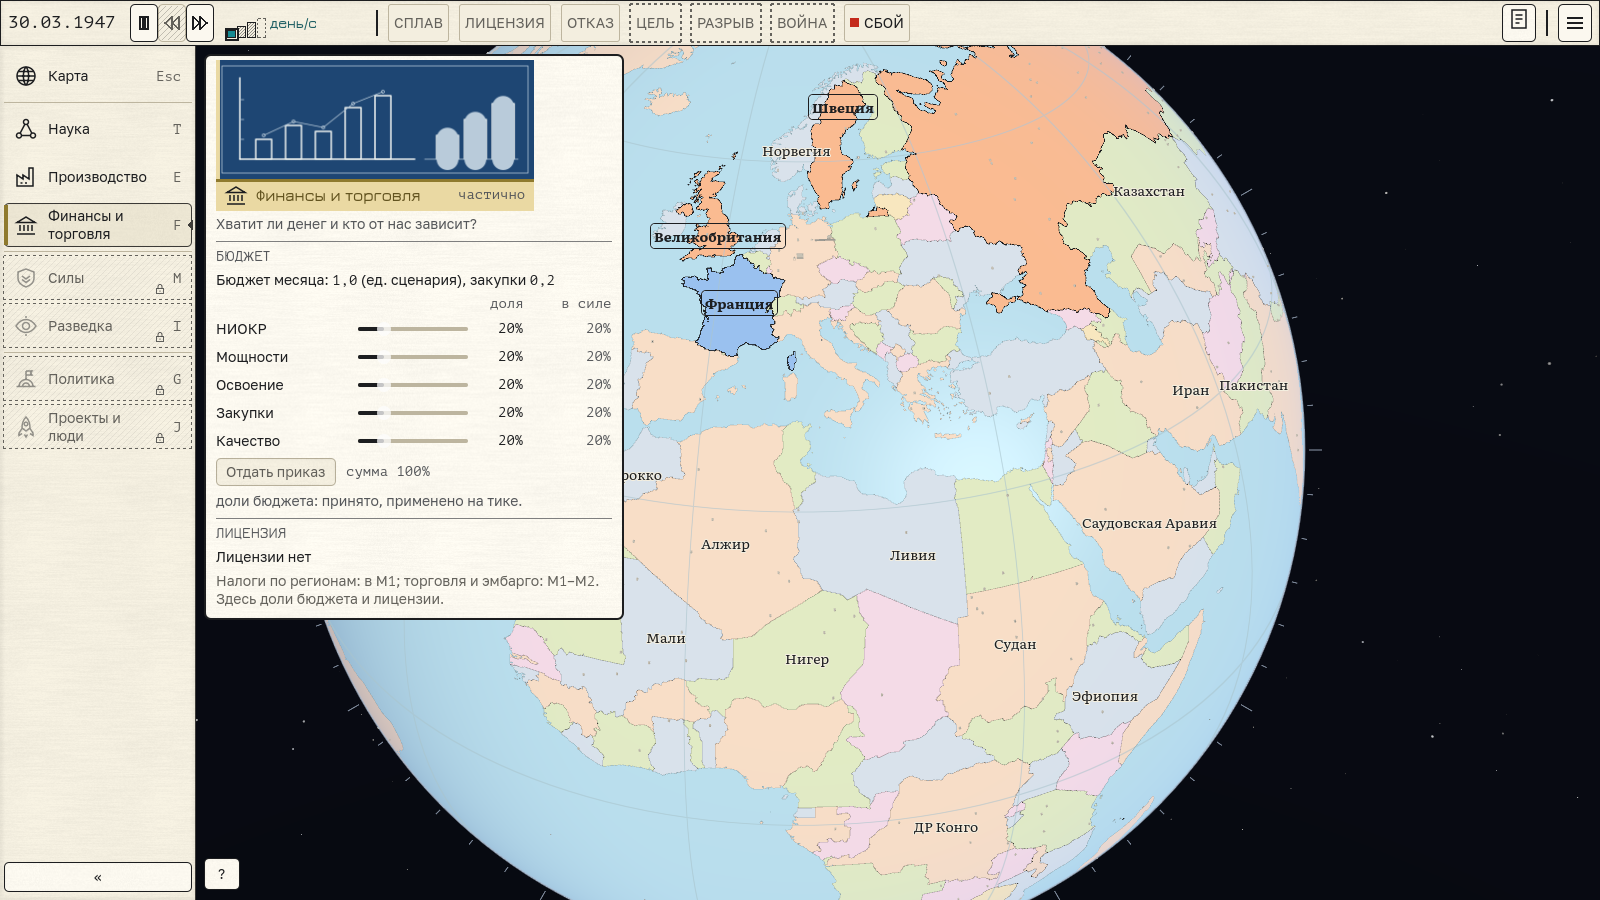 30.03.1947
день/с
СПЛАВ
ЛИЦЕНЗИЯ
ОТКАЗ
ЦЕЛЬ
РАЗРЫВ
ВОЙНА
СБОЙ
Карта Esc
Наука T
Производство E
Финансы и
торговля F
Силы M
Разведка I
Политика G
Проекты и
люди J
«
Финансы и торговля частично
Хватит ли денег и кто от нас зависит?
БЮДЖЕТ
Бюджет месяца: 1,0 (ед. сценария), закупки 0,2
доля в силе
НИОКР 20% 20%
Мощности 20% 20%
Освоение 20% 20%
Закупки 20% 20%
Качество 20% 20%
Отдать приказ сумма 100%
доли бюджета: принято, применено на тике.
ЛИЦЕНЗИЯ
Лицензии нет
Налоги по регионам: в М1; торговля и эмбарго: М1–М2.
Здесь доли бюджета и лицензии.
?
Швеция
Норвегия
Казахстан
Великобритания
Франция
Иран
Пакистан
рокко
Саудовская Аравия
Алжир
Ливия
Мали
Нигер
Судан
Эфиопия
ДР Конго